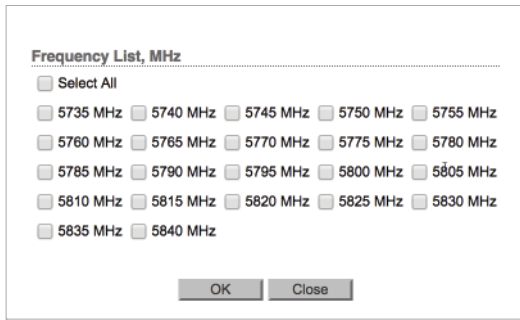 Frequency List, MHz
Select All
5735 MHz 5740 MHz 5745 MHz 5750 MHz 5755 MHz
5760 MHz 5765 MHz 5770 MHz 5775 MHz 5780 MHz
5785 MHz 5790 MHz 5795 MHz 5800 MHz 5805 MHz
5810 MHz 5815 MHz 5820 MHz 5825 MHz 5830 MHz
5835 MHz 5840 MHz
OK Close